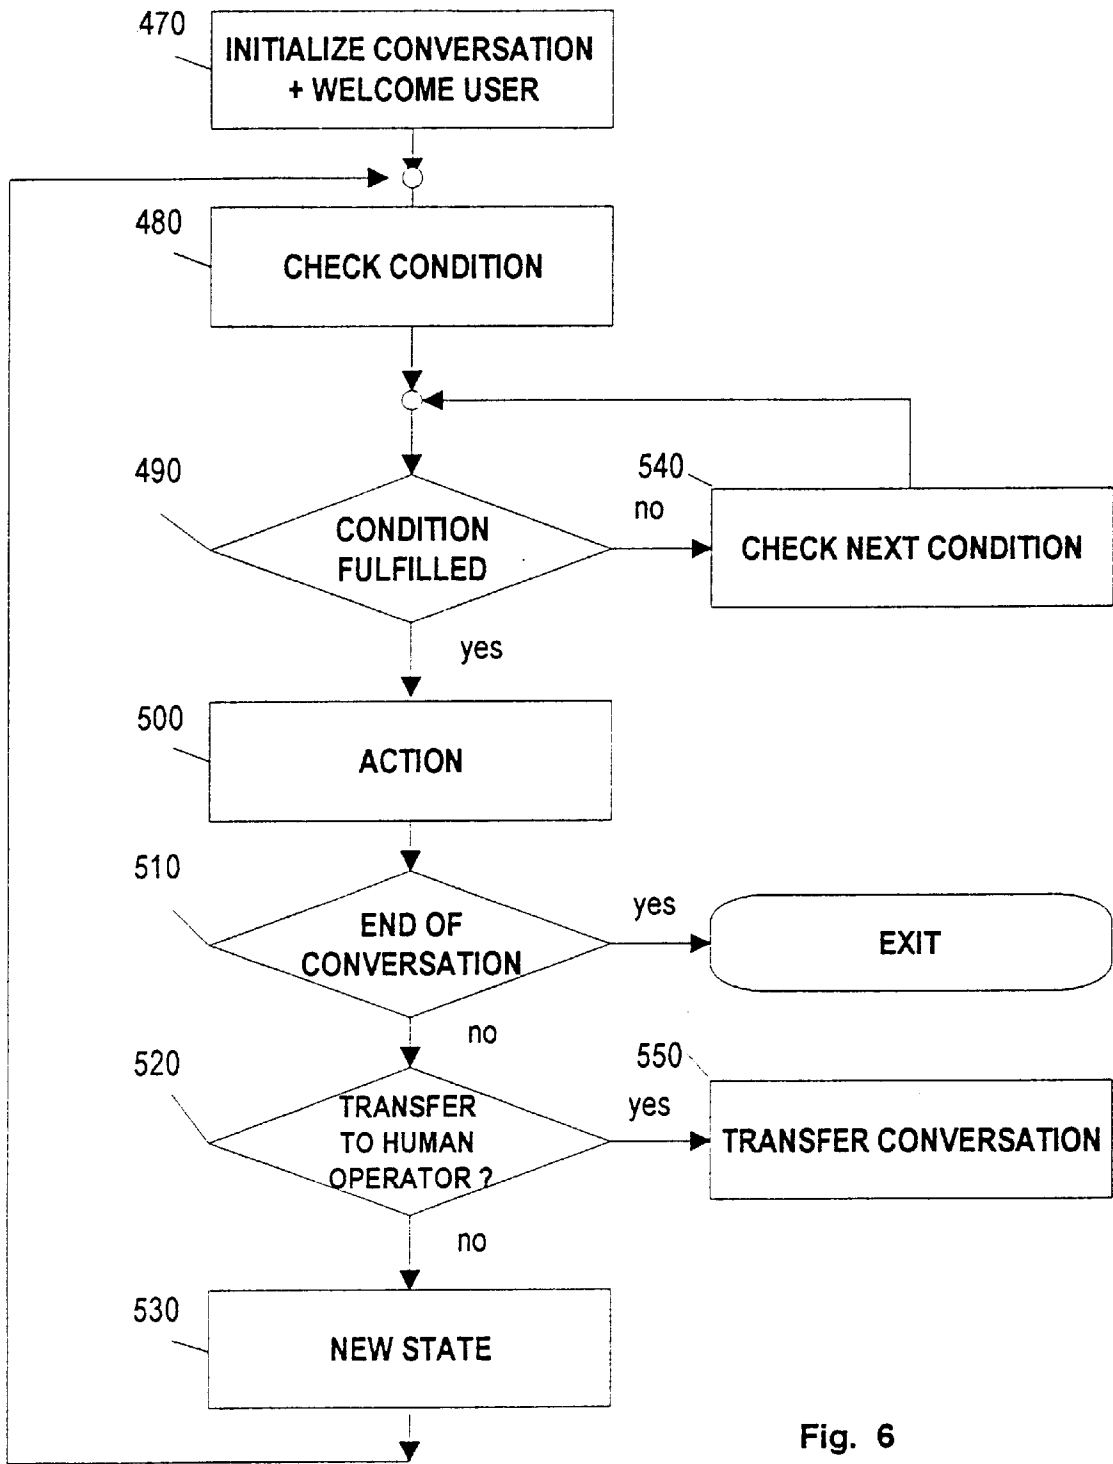 470
INITIALIZE CONVERSATION
+ WELCOME USER
480
CHECK CONDITION
490
CONDITION
FULFILLED
no
540
CHECK NEXT CONDITION
yes
500
ACTION
510
END OF
CONVERSATION
yes
EXIT
no
520
TRANSFER
TO HUMAN
OPERATOR ?
yes
550
TRANSFER CONVERSATION
no
530
NEW STATE
Fig. 6